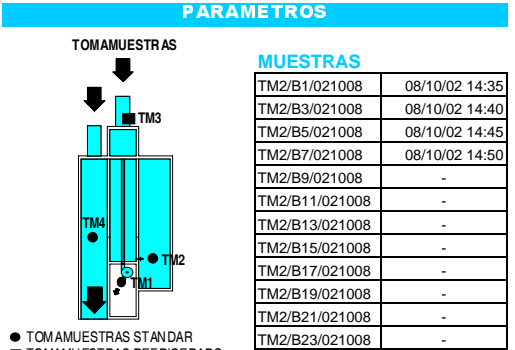 PARAMETROS
TOMAMUESTRAS
TM3
TM4
TM2
TM1
TOMAMUESTRAS STANDAR
TOMAMUESTRAS REFRIGERADO
MUESTRAS
TM2/B1/021008 08/10/02 14:35
TM2/B3/021008 08/10/02 14:40
TM2/B5/021008 08/10/02 14:45
TM2/B7/021008 08/10/02 14:50
TM2/B9/021008 -
TM2/B11/021008 -
TM2/B13/021008 -
TM2/B15/021008 -
TM2/B17/021008 -
TM2/B19/021008 -
TM2/B21/021008 -
TM2/B23/021008 -